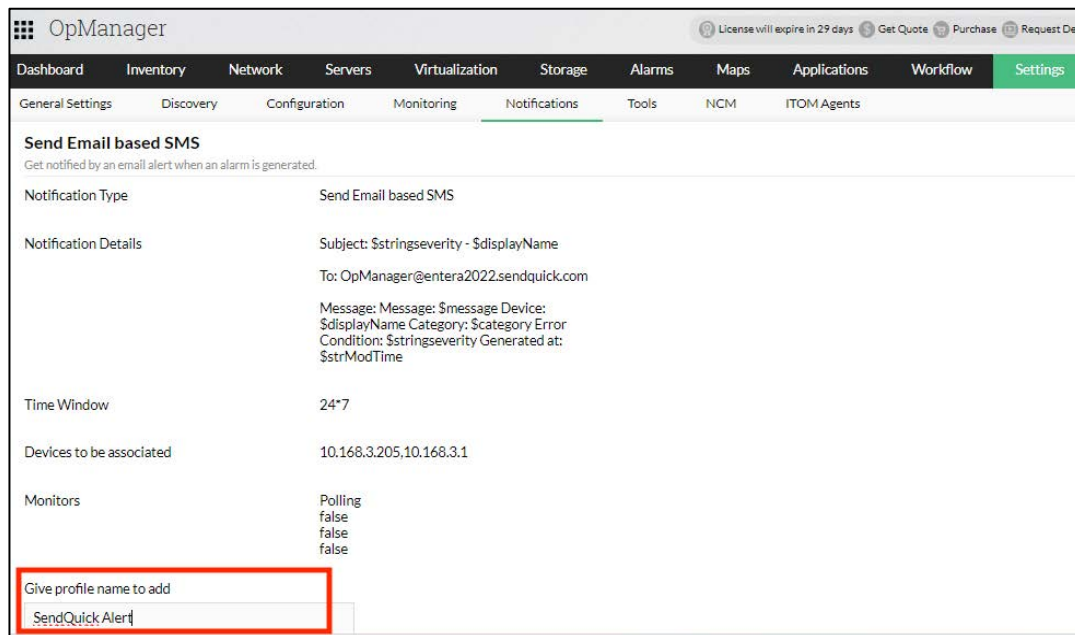 OpManager
License will expire in 29 days Get Quote Purchase Request De
Dashboard Inventory Network Servers Virtualization Storage Alarms Maps Applications Workflow Settings
General Settings Discovery Configuration Monitoring Notifications Tools NCM ITOM Agents
Send Email based SMS
Get notified by an email alert when an alarm is generated.
Notification Type Send Email based SMS
Notification Details Subject: $stringseverity - $displayName
To: OpManager@entera2022.sendquick.com
Message: Message: $message Device:
$displayName Category: $category Error
Condition: $stringseverity Generated at:
$strModTime
Time Window 24*7
Devices to be associated 10.168.3.205,10.168.3.1
Monitors Polling
false
false
false
Give profile name to add
SendQuick Alert